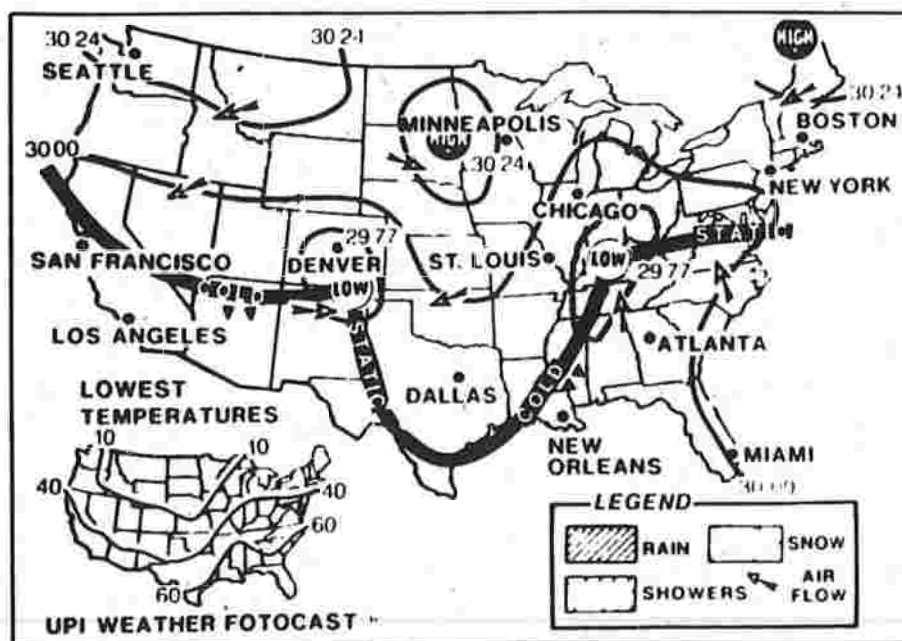 30 24
30 24
HIGH
SEATTLE
30.24
BOSTON
MINNEAPOLIS
HIGH
30 24
3000
NEW YORK
CHICAGO
29 77
STATIC
SAN FRANCISCO
DENVER
ST. LOUIS
LOW
29 77
LOW
COLD
LOS ANGELES
STATIC
ATLANTA
LOWEST
TEMPERATURES
DALLAS
COLD
NEW
ORLEANS
MIAMI
10
10
40
40
60
60
LEGEND
RAIN
SNOW
SHOWERS
AIR
FLOW
UPI WEATHER FOTOCAST